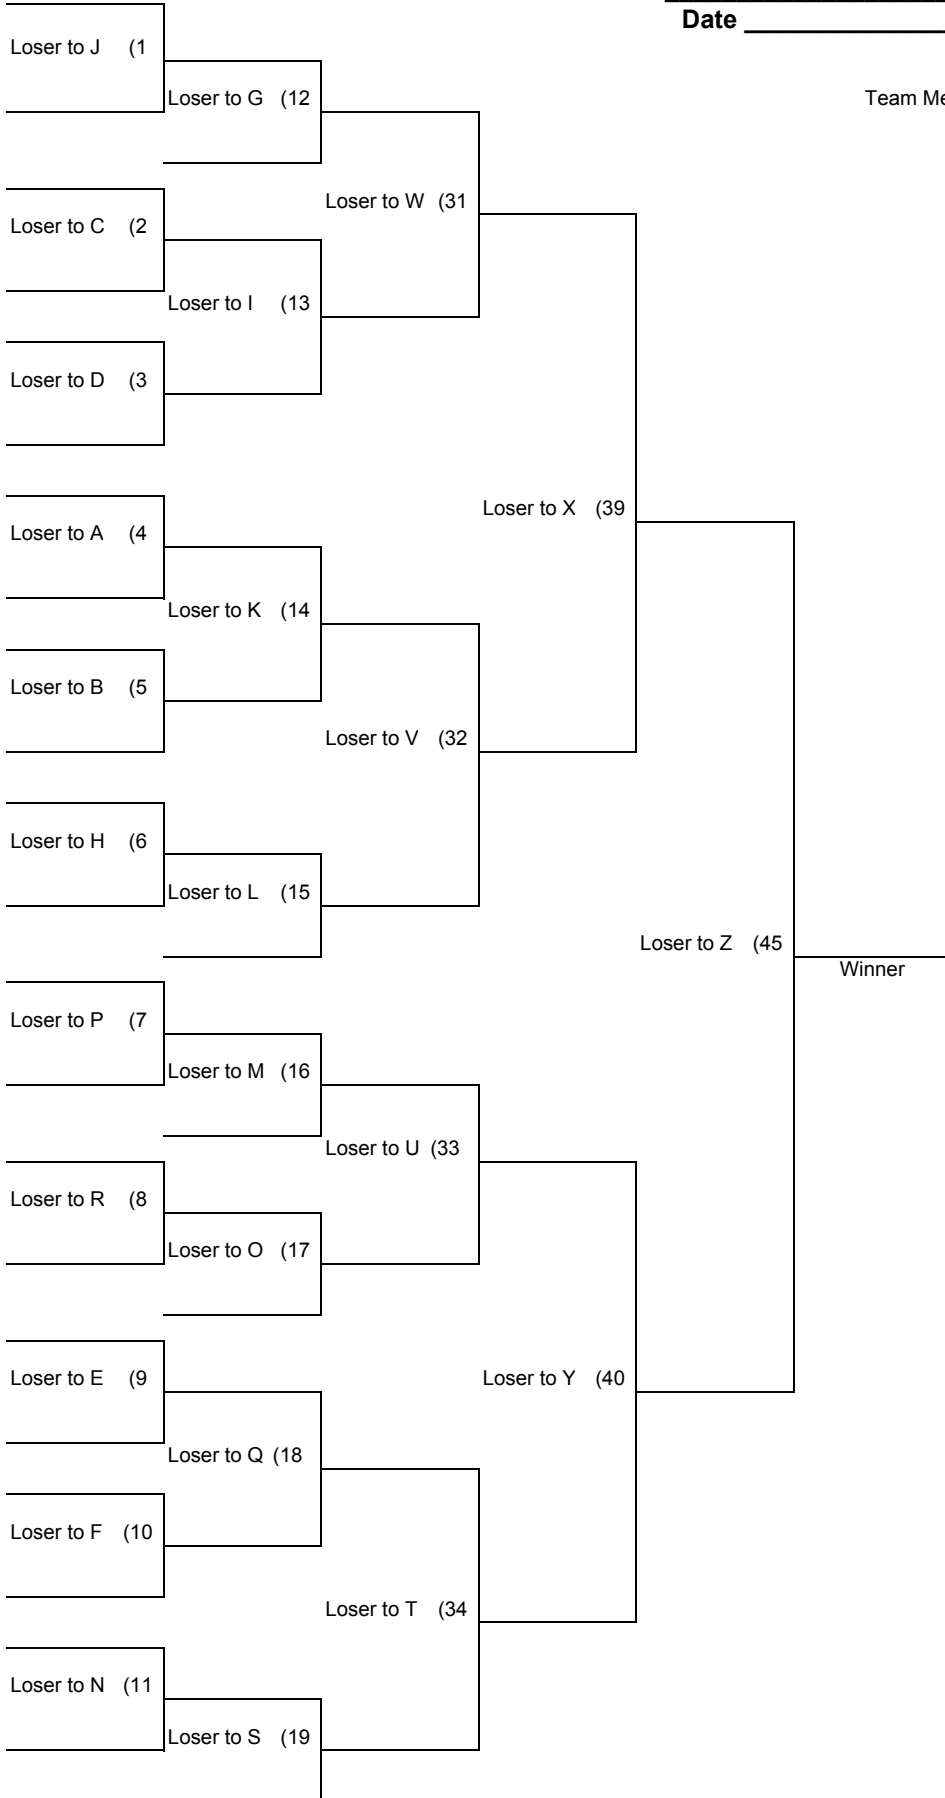 Date
Loser to J (1
Loser to G (12
Team Me
Loser to W (31
Loser to C (2
Loser to I (13
Loser to D (3
Loser to X (39
Loser to A (4
Loser to K (14
Loser to B (5
Loser to V (32
Loser to H (6
Loser to L (15
Loser to Z (45
Winner
Loser to P (7
Loser to M (16
Loser to U (33
Loser to R (8
Loser to O (17
Loser to E (9
Loser to Y (40
Loser to Q (18
Loser to F (10
Loser to T (34
Loser to N (11
Loser to S (19